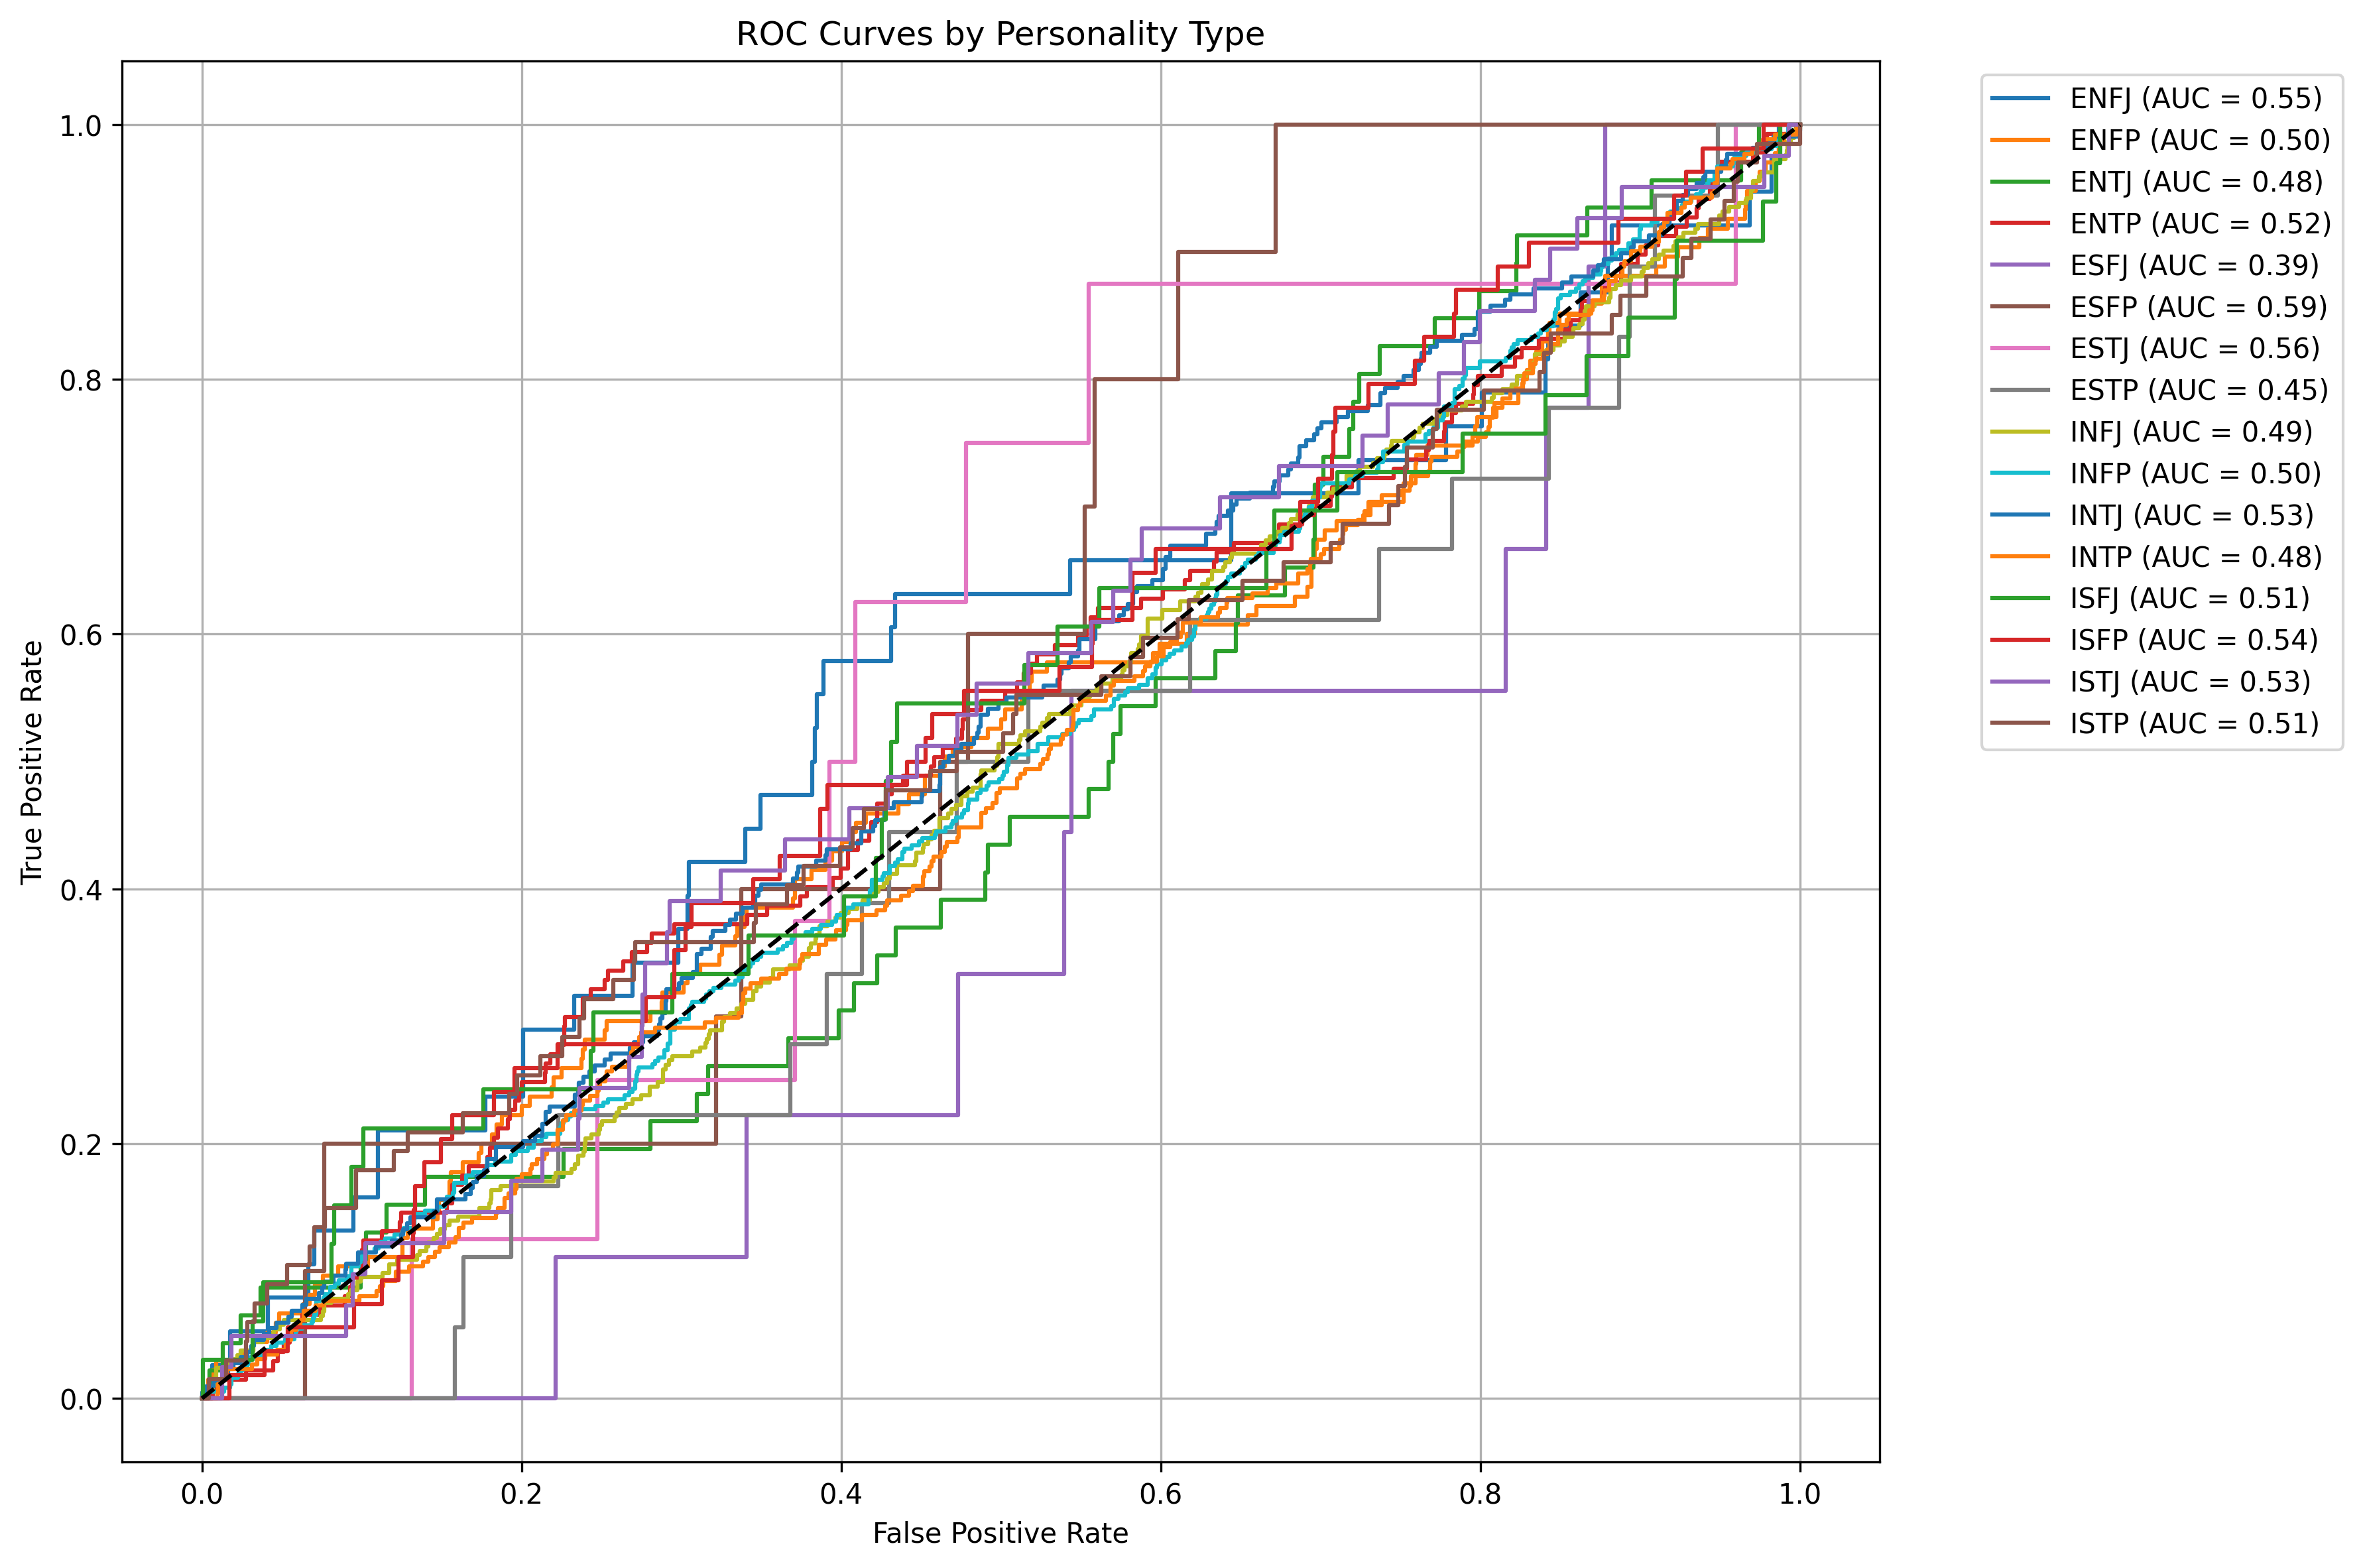 ROC Curves by Personality Type
1.0
0.8
0.6
0.4
0.2
0.0
True Positive Rate
0.0 0.2 0.4 0.6 0.8 1.0
False Positive Rate
ENFJ (AUC = 0.55)
ENFP (AUC = 0.50)
ENTJ (AUC = 0.48)
ENTP (AUC = 0.52)
ESFJ (AUC = 0.39)
ESFP (AUC = 0.59)
ESTJ (AUC = 0.56)
ESTP (AUC = 0.45)
INFJ (AUC = 0.49)
INFP (AUC = 0.50)
INTJ (AUC = 0.53)
INTP (AUC = 0.48)
ISFJ (AUC = 0.51)
ISFP (AUC = 0.54)
ISTJ (AUC = 0.53)
ISTP (AUC = 0.51)